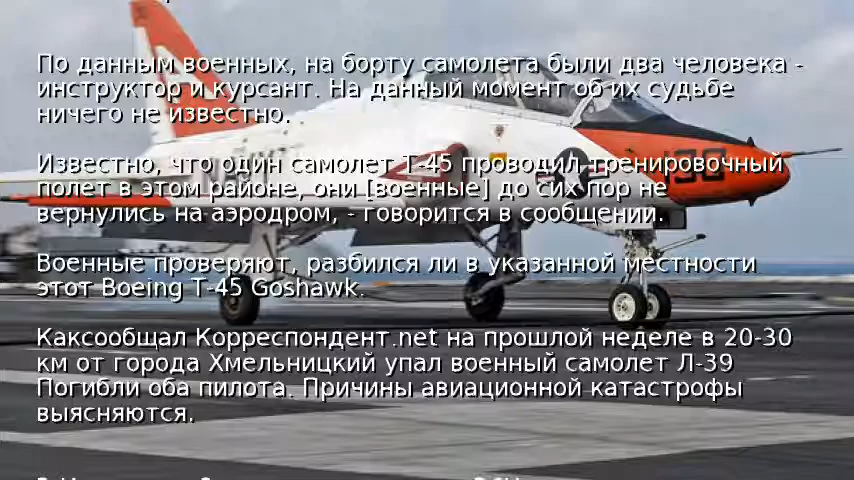 По данным военных, на борту самолета были два человека -
инструктор и курсант. На данный момент об их судьбе
ничего не известно.
Известно, что один самолет T-45 проводил тренировочный
полет в этом районе, они [военные] до сих пор не
вернулись на аэродром, - говорится в сообщении.
Военные проверяют, разбился ли в указанной местности
этот Boeing T-45 Goshawk.
Каксообщал Корреспондент.net на прошлой неделе в 20-30
км от города Хмельницкий упал военный самолет Л-39
Погибли оба пилота. Причины авиационной катастрофы
выясняются.